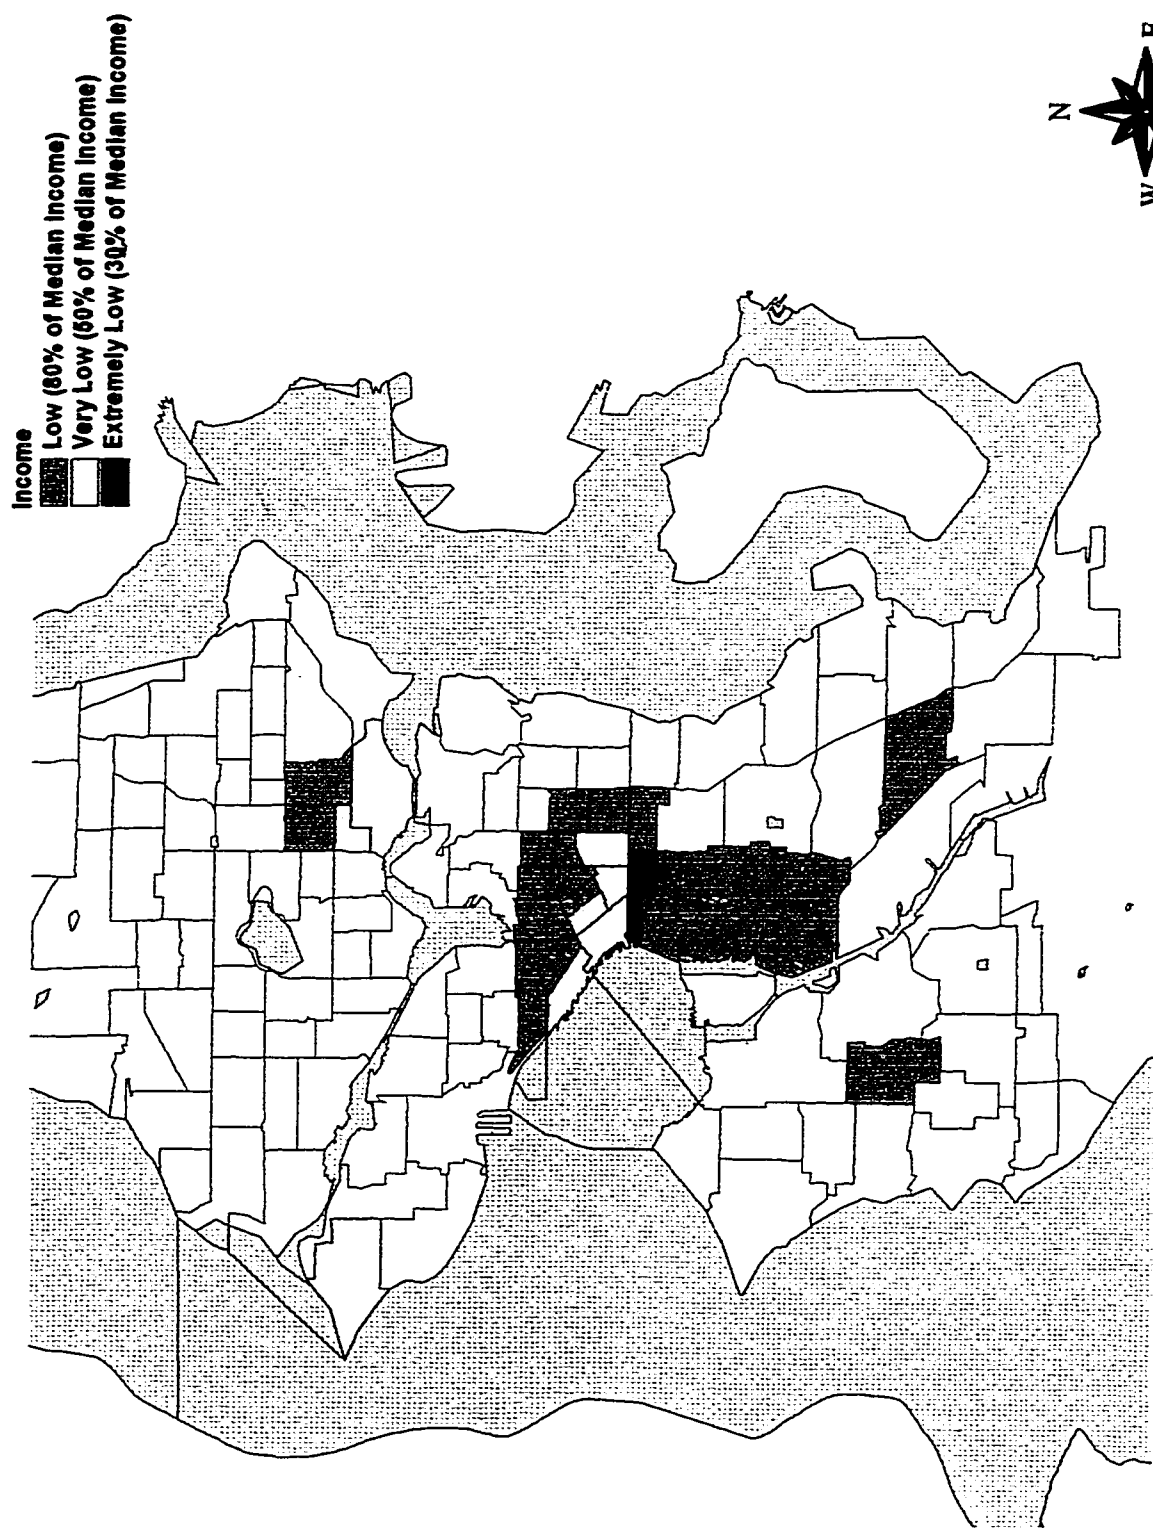 Income
Low (80% of Median Income)
Very Low (50% of Median Income)
Extremely Low (30% of Median Income)
N
W
E